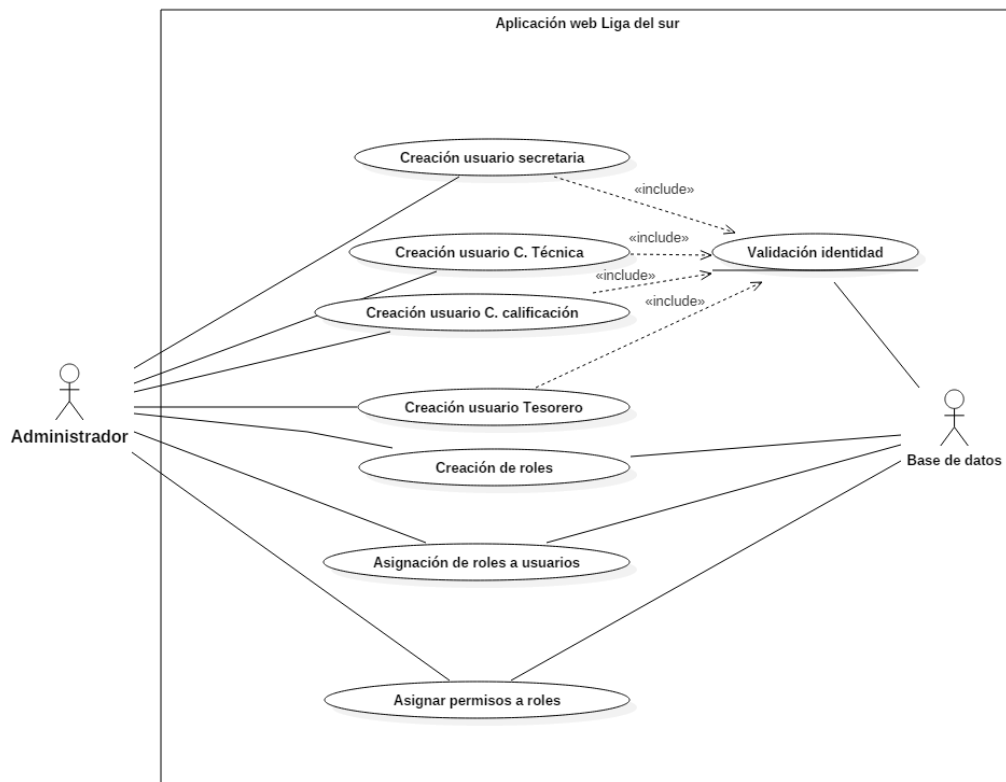 Aplicación web Liga del sur
Creación usuario secretaria
«include»
Creación usuario C. Técnica
«include»
Validación identidad
«include»
Creación usuario C. calificación
«include»
Creación usuario Tesorero
Administrador
Creación de roles
Base de datos
Asignación de roles a usuarios
Asignar permisos a roles